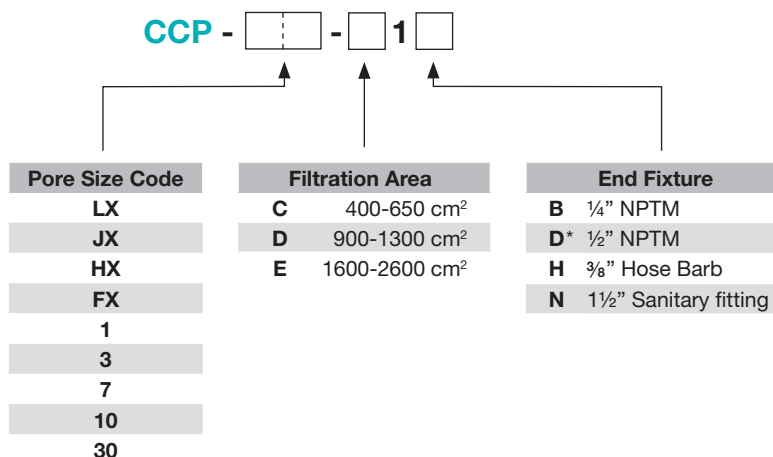 CCP - - 1
Pore Size Code
LX
JX
HX
FX
1
3
7
10
30
Filtration Area
C 400-650 cm²
D 900-1300 cm²
E 1600-2600 cm²
End Fixture
B ¼” NPTM
D* ½” NPTM
H ⅜” Hose Barb
N 1½” Sanitary fitting